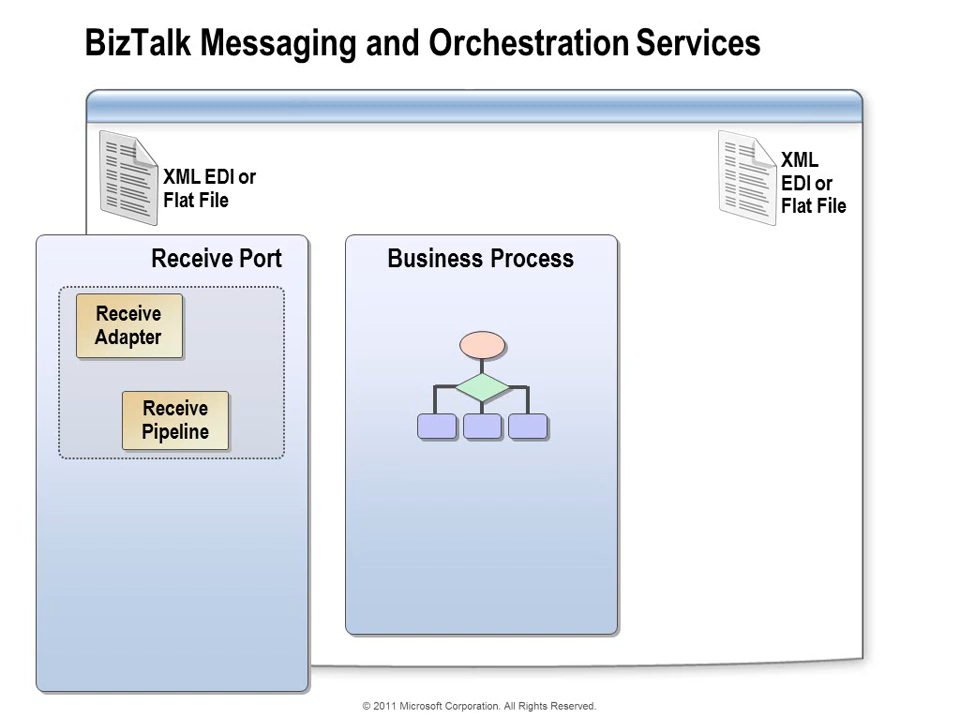 BizTalk Messaging and Orchestration Services
XML EDI or
Flat File
XML
EDI or
Flat File
Receive Port
Receive
Adapter
Receive
Pipeline
Business Process
© 2011 Microsoft Corporation. All Rights Reserved.